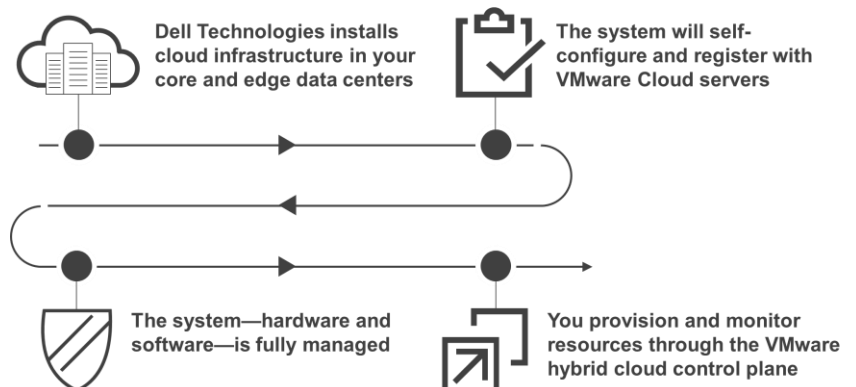 Dell Technologies installs
cloud infrastructure in your
core and edge data centers
The system will self-
configure and register with
VMware Cloud servers
The system—hardware and
software—is fully managed
You provision and monitor
resources through the VMware
hybrid cloud control plane